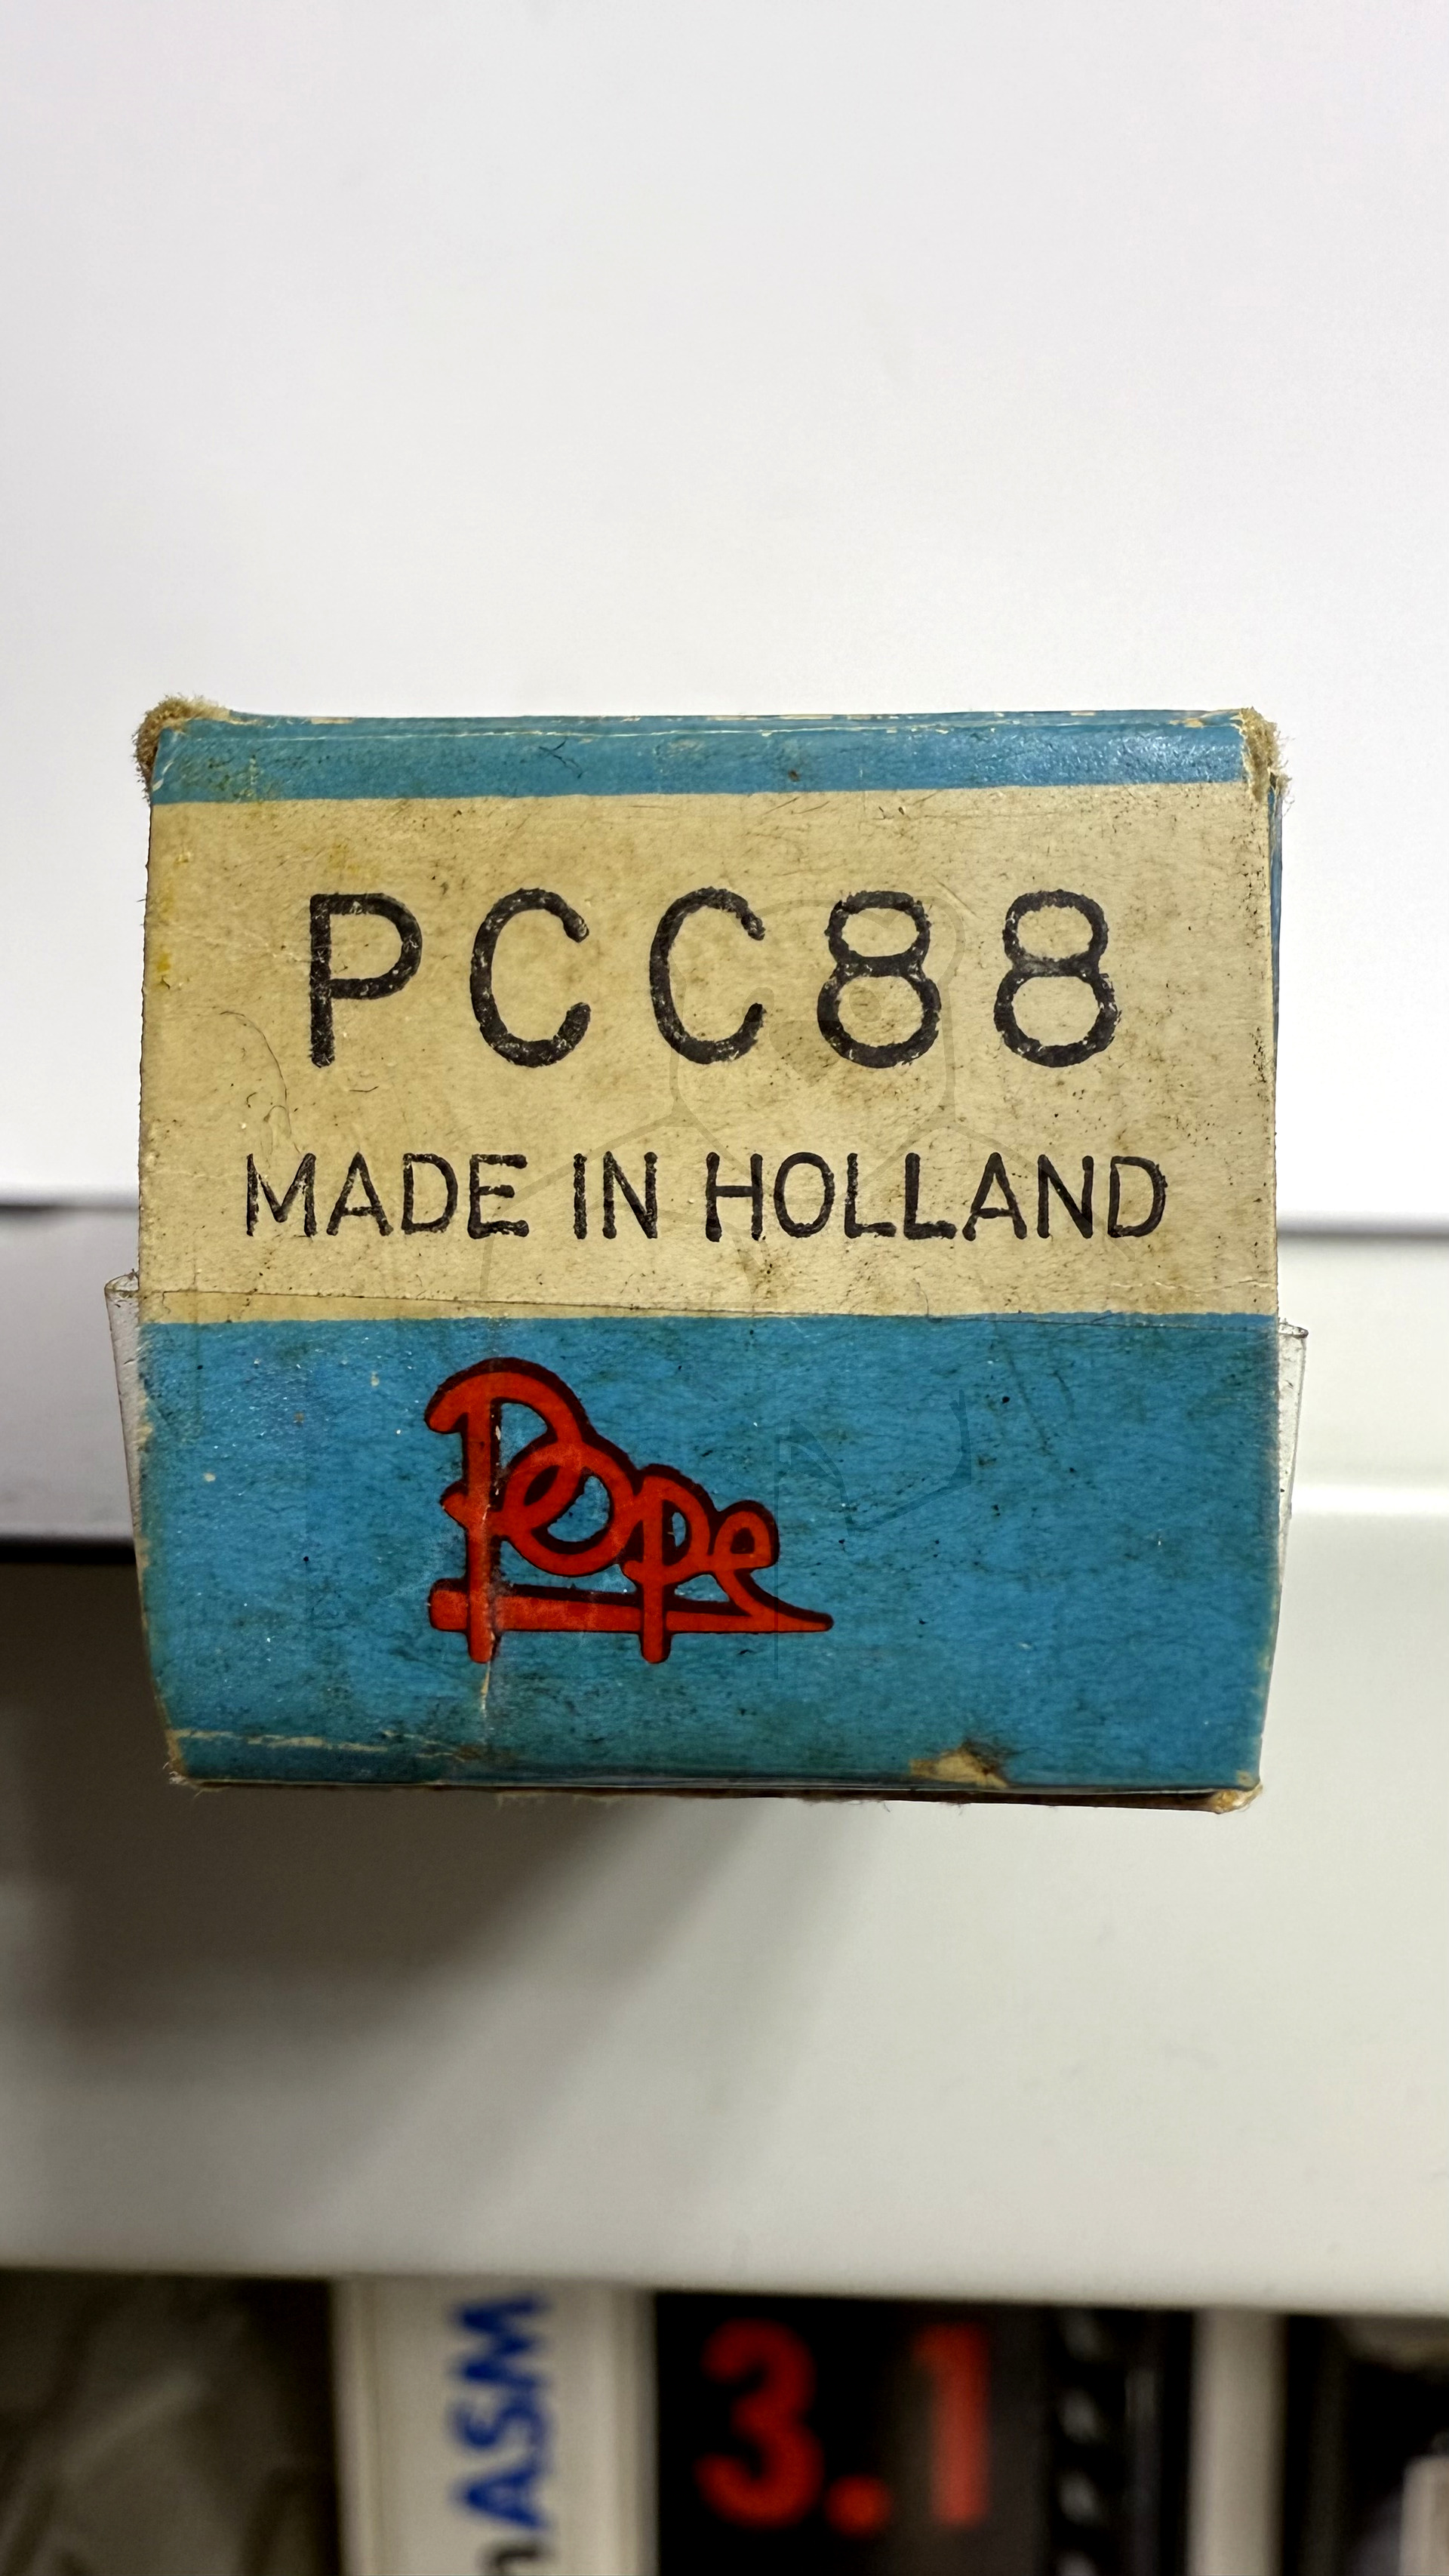 PCC88
MADE IN HOLLAND
Pope
ASM
3.1